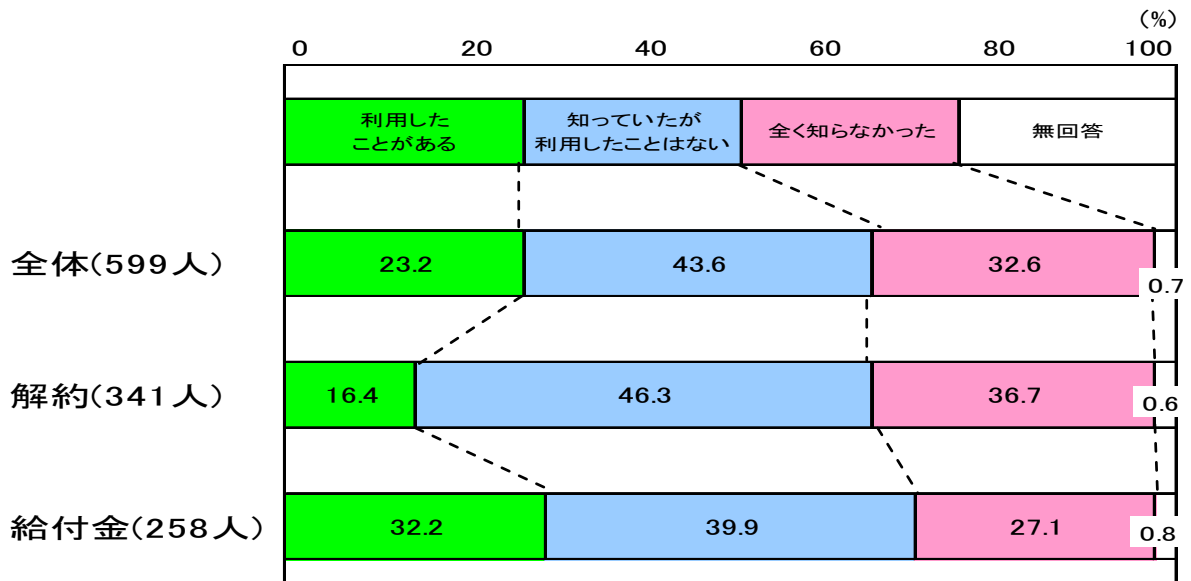 (%)
0 20 40 60 80 100
利用した
ことがある
知っていたが
利用したことはない
全く知らなかった
無回答
全体(599人)
23.2 43.6 32.6 0.7
解約(341人)
16.4 46.3 36.7 0.6
給付金(258人)
32.2 39.9 27.1 0.8